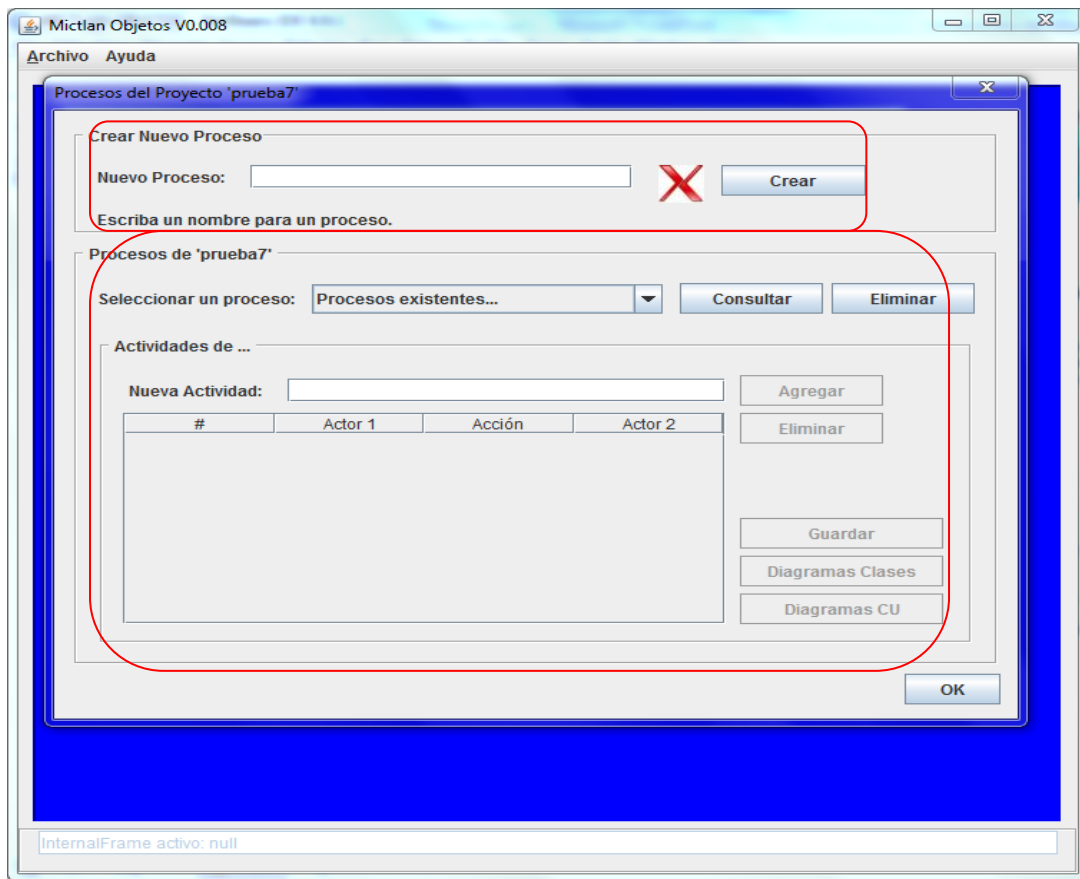 Mictlan Objetos V0.008
Archivo Ayuda
Procesos del Proyecto 'prueba7'
Crear Nuevo Proceso
Nuevo Proceso: Crear
Escriba un nombre para un proceso.
Procesos de 'prueba7'
Seleccionar un proceso: Procesos existentes... Consultar Eliminar
Actividades de ...
Nueva Actividad: Agregar
# Actor 1 Acción Actor 2 Eliminar
Guardar
Diagramas Clases
Diagramas CU
OK
InternalFrame activo: null